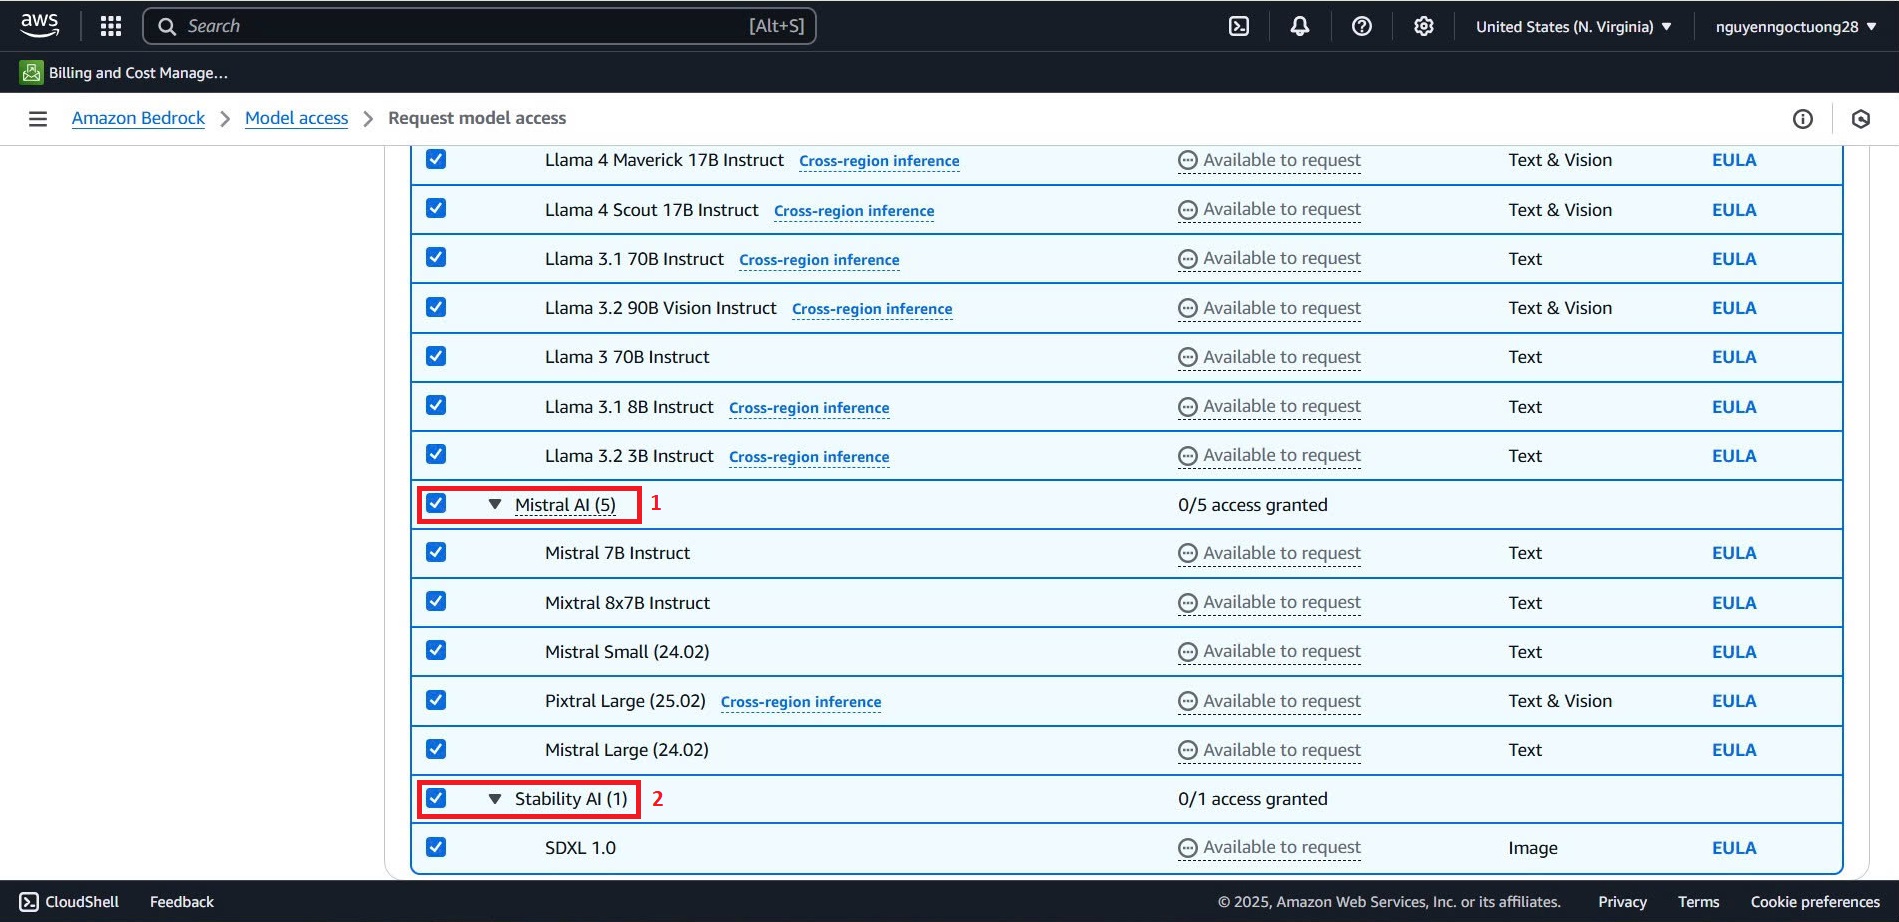 aws
Search [Alt+S] United States (N. Virginia) nguyenngoctuong28
Billing and Cost Manage...
Amazon Bedrock Model access Request model access
Llama 4 Maverick 17B Instruct Cross-region inference Available to request Text & Vision EULA
Llama 4 Scout 17B Instruct Cross-region inference Available to request Text & Vision EULA
Llama 3.1 70B Instruct Cross-region inference Available to request Text EULA
Llama 3.2 90B Vision Instruct Cross-region inference Available to request Text & Vision EULA
Llama 3 70B Instruct Available to request Text EULA
Llama 3.1 8B Instruct Cross-region inference Available to request Text EULA
Llama 3.2 3B Instruct Cross-region inference Available to request Text EULA
Mistral AI (5) 1 0/5 access granted
Mistral 7B Instruct Available to request Text EULA
Mixtral 8x7B Instruct Available to request Text EULA
Mistral Small (24.02) Available to request Text EULA
Pixtral Large (25.02) Cross-region inference Available to request Text & Vision EULA
Mistral Large (24.02) Available to request Text EULA
Stability AI (1) 2 0/1 access granted
SDXL 1.0 Available to request Image EULA
CloudShell Feedback © 2025, Amazon Web Services, Inc. or its affiliates. Privacy Terms Cookie preferences